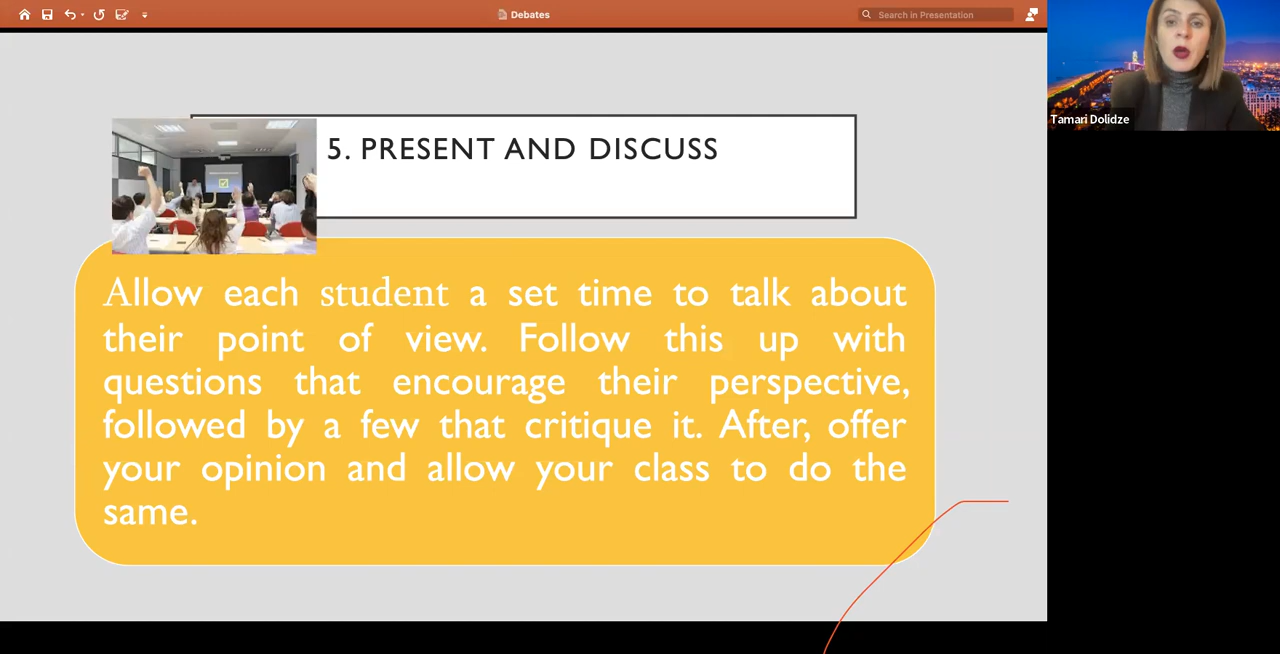 Debates
Search in Presentation
Tamari Dolidze
5. PRESENT AND DISCUSS
Allow each student a set time to talk about
their point of view. Follow this up with
questions that encourage their perspective,
followed by a few that critique it. After, offer
your opinion and allow your class to do the
same.